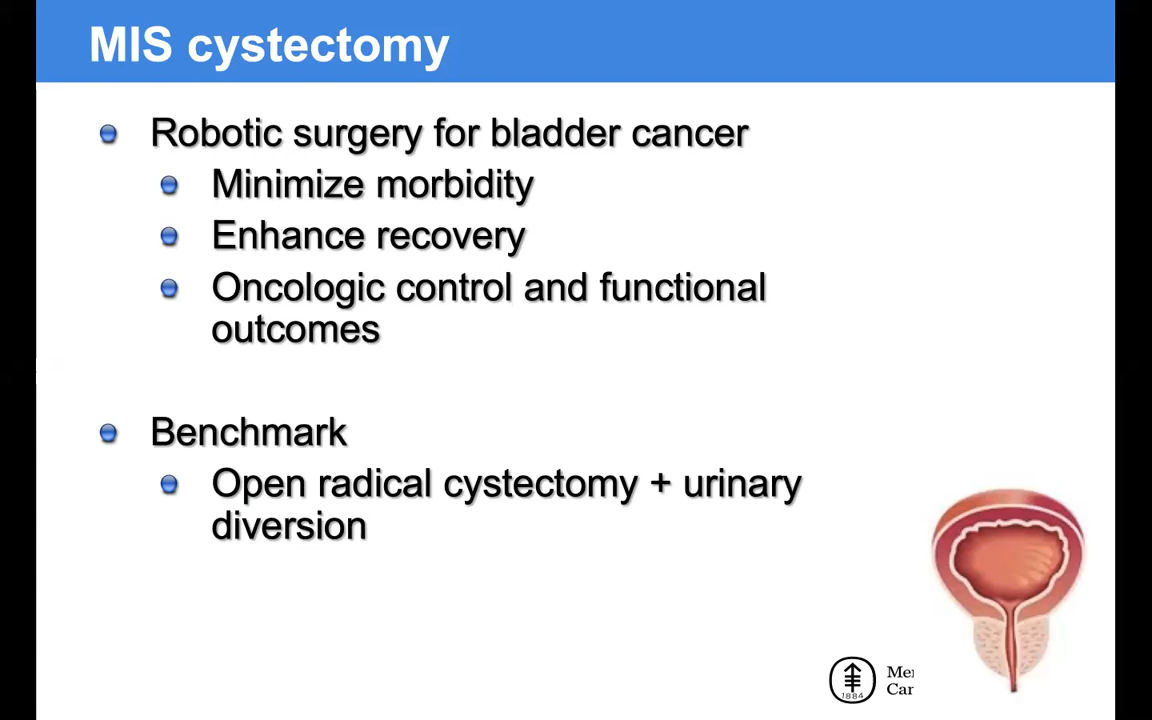 MIS cystectomy
Robotic surgery for bladder cancer
Minimize morbidity
Enhance recovery
Oncologic control and functional
outcomes
Benchmark
Open radical cystectomy + urinary
diversion
1884